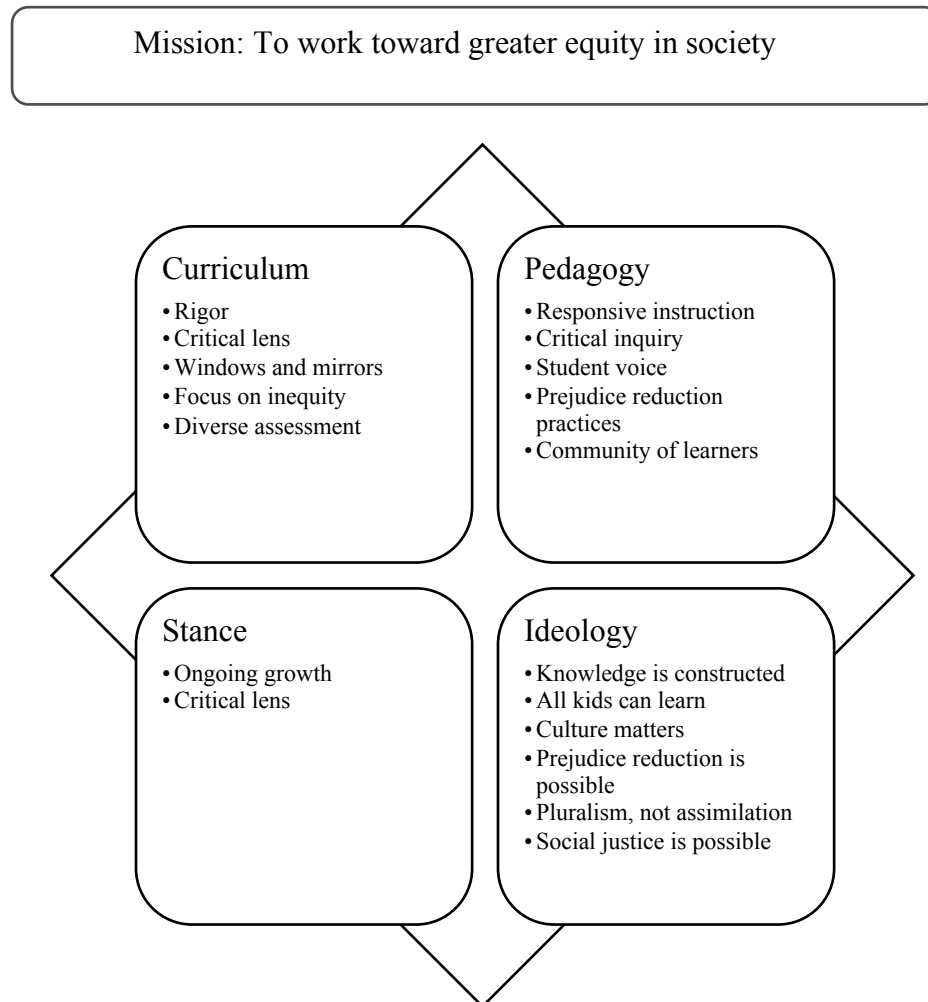 Mission: To work toward greater equity in society
Curriculum
• Rigor
• Critical lens
• Windows and mirrors
• Focus on inequity
• Diverse assessment
Pedagogy
• Responsive instruction
• Critical inquiry
• Student voice
• Prejudice reduction
practices
• Community of learners
Stance
• Ongoing growth
• Critical lens
Ideology
• Knowledge is constructed
• All kids can learn
• Culture matters
• Prejudice reduction is
possible
• Pluralism, not assimilation
• Social justice is possible